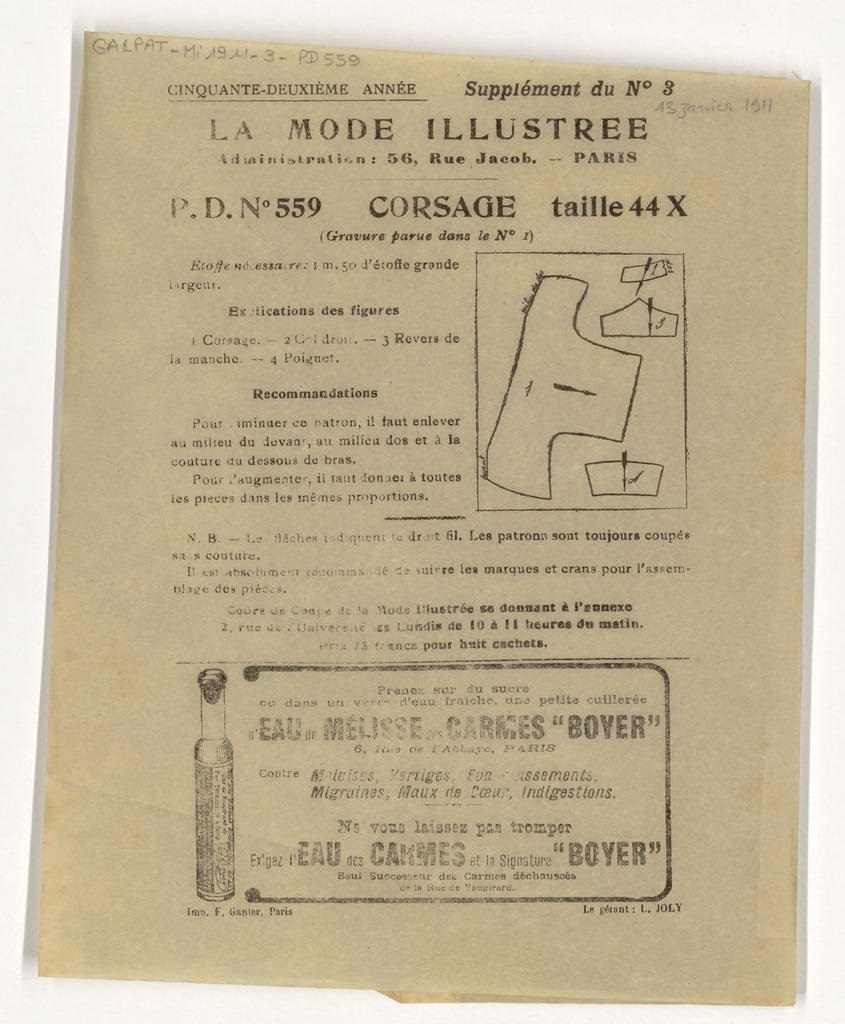 GALPAT-Mi1911-3-PD559
CINQUANTE-DEUXIÈME ANNÉE Supplément du Nº 3
13 janvier 1911
LA MODE ILLUSTREE
Administration : 56, Rue Jacob. — PARIS
P. D. Nº 559 CORSAGE taille 44 X
(Gravure parue dans le Nº 1)
Etoffe nécessaire: 1 m. 50 d'étoffe grande
largeur.
Explications des figures
1 Corsage. — 2 Col droit. — 3 Revers de
la manche. — 4 Poignet.
Recommandations
Pour diminuer ce patron, il faut enlever
au milieu du devant, au milieu dos et à la
couture du dessous de bras.
Pour l'augmenter, il faut donner à toutes
les pièces dans les mêmes proportions.
1
3
4
N. B. — Les flèches indiquent le droit fil. Les patrons sont toujours coupés
sans couture.
Il est absolument recommandé de suivre les marques et crans pour l'assem-
blage des pièces.
Cours de Coupe de la Mode Illustrée se donnant à l'annexe
2, rue de l'Université les Lundis de 10 à 11 heures du matin.
Prix 75 francs pour huit cachets.
Prenez sur du sucre
ou dans un verre d'eau fraîche, une petite cuillerée
d'EAU de MÉLISSE des CARMES "BOYER"
6, Rue de l'Abbaye, PARIS
Contre Malaises, Vertiges, Evanouissements,
Migraines, Maux de Cœur, Indigestions.
Ne vous laissez pas tromper
Exigez l'EAU des CARMES et la Signature "BOYER"
Seul Successeur des Carmes déchaussés
de la Rue de Vaugirard.
Imp. F. Ganter, Paris Le gérant : L. JOLY